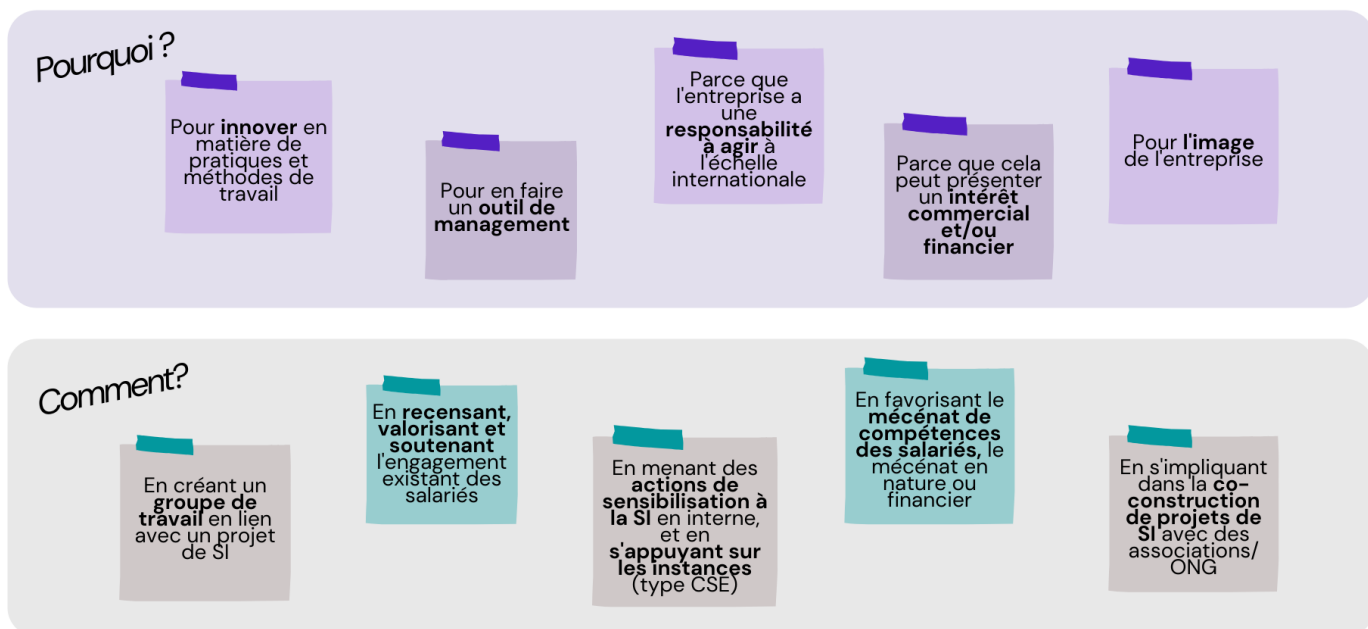 Pourquoi ?
Pour innover en
matière de
pratiques et
méthodes de
travail
Pour en faire
un outil de
management
Parce que
l'entreprise a
une
responsabilité
à agir à
l'échelle
internationale
Parce que cela
peut présenter
un intérêt
commercial
et/ou
financier
Pour l'image
de l'entreprise
Comment?
En créant un
groupe de
travail en lien
avec un projet
de SI
En recensant,
valorisant et
soutenant
l'engagement
existant des
salariés
En menant des
actions de
sensibilisation à
la SI en interne,
et en
s'appuyant sur
les instances
(type CSE)
En favorisant le
mécénat de
compétences
des salariés, le
mécénat en
nature ou
financier
En s'impliquant
dans la co-
construction
de projets de
SI avec des
associations/
ONG